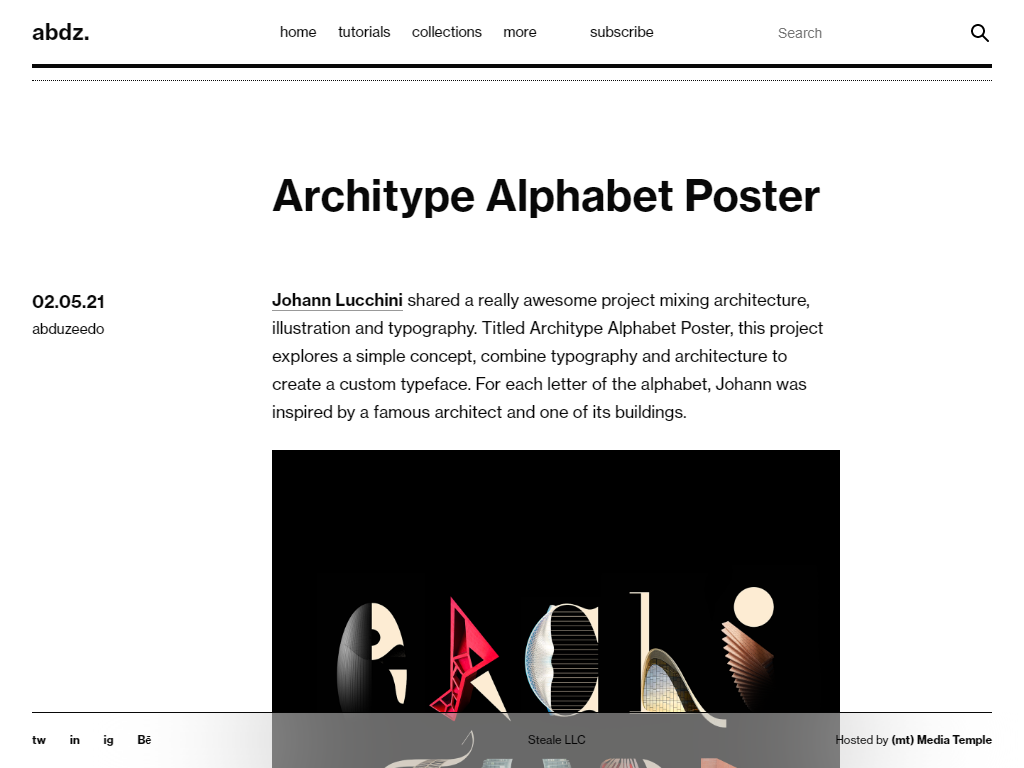 abdz.
home tutorials collections more subscribe Search
Architype Alphabet Poster
02.05.21
abduzeedo
Johann Lucchini shared a really awesome project mixing architecture,
illustration and typography. Titled Architype Alphabet Poster, this project
explores a simple concept, combine typography and architecture to
create a custom typeface. For each letter of the alphabet, Johann was
inspired by a famous architect and one of its buildings.
ARchi
tw in ig Bē Steale LLC Hosted by (mt) Media Temple